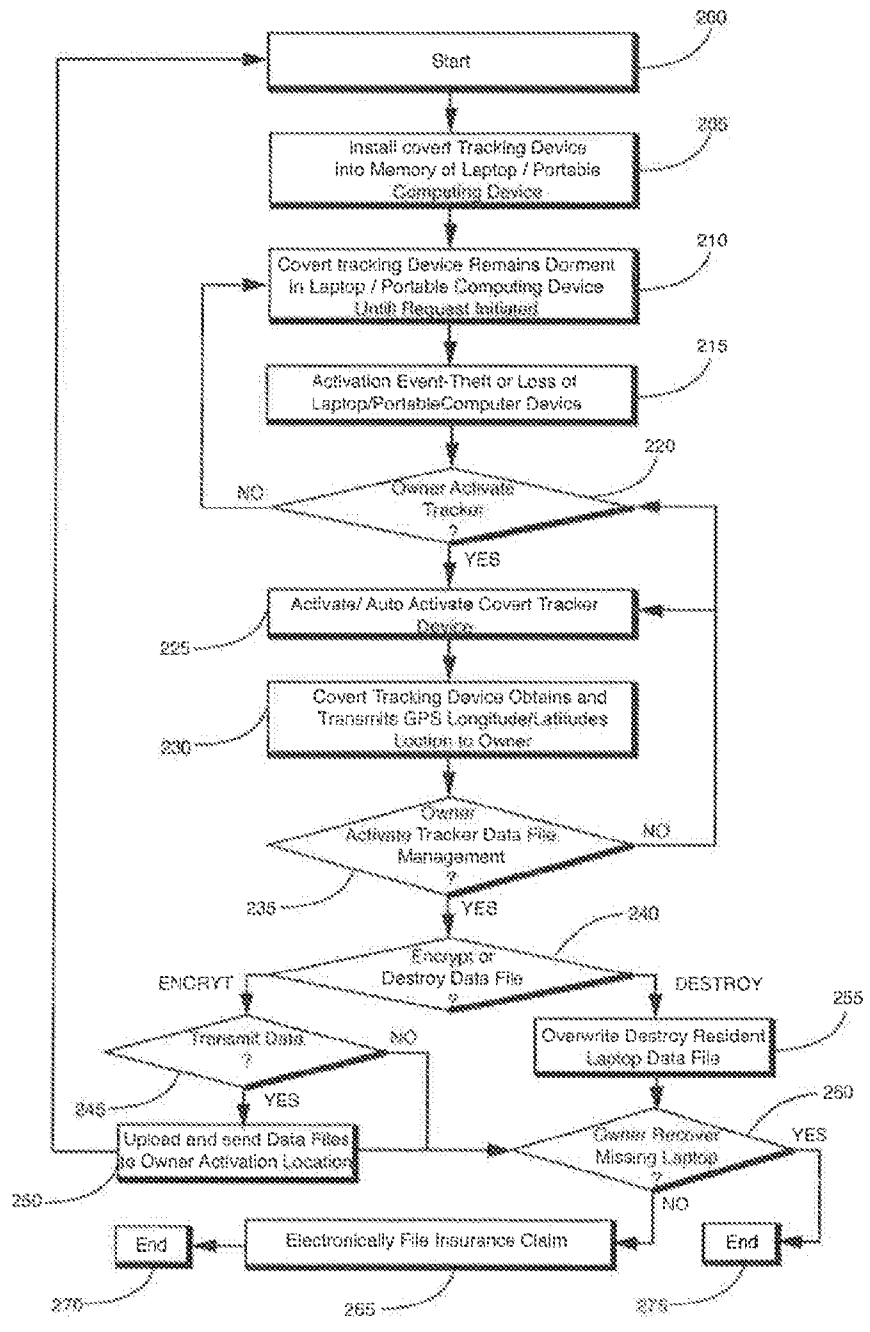 200
Start
205
Install covert Tracking Device
into Memory of Laptop / Portable
Computing Device
210
Covert tracking Device Remains Dorment
in Laptop / Portable Computing Device
Until Request Initiated
215
Activation Event-Theft or Loss of
Laptop/PortableComputer Device
220
NO
Owner Activate
Tracker
?
YES
Activate/ Auto Activate Covert Tracker
Device
225
Covert Tracking Device Obtains and
Transmits GPS Longitude/Latitudes
Loction to Owner
230
Owner
Activate Tracker Data File
Management
?
NO
235
YES
240
Encrypt or
Destroy Data File
?
ENCRYT
DESTROY
255
Transmit Data
?
NO
Overwrite Destroy Resident
Laptop Data File
245
YES
260
Upload and send Data Files
to Owner Activation Location
250
Owner Recover
Missing Laptop
?
YES
NO
End
Electronically File Insurance Claim
End
270
265
275